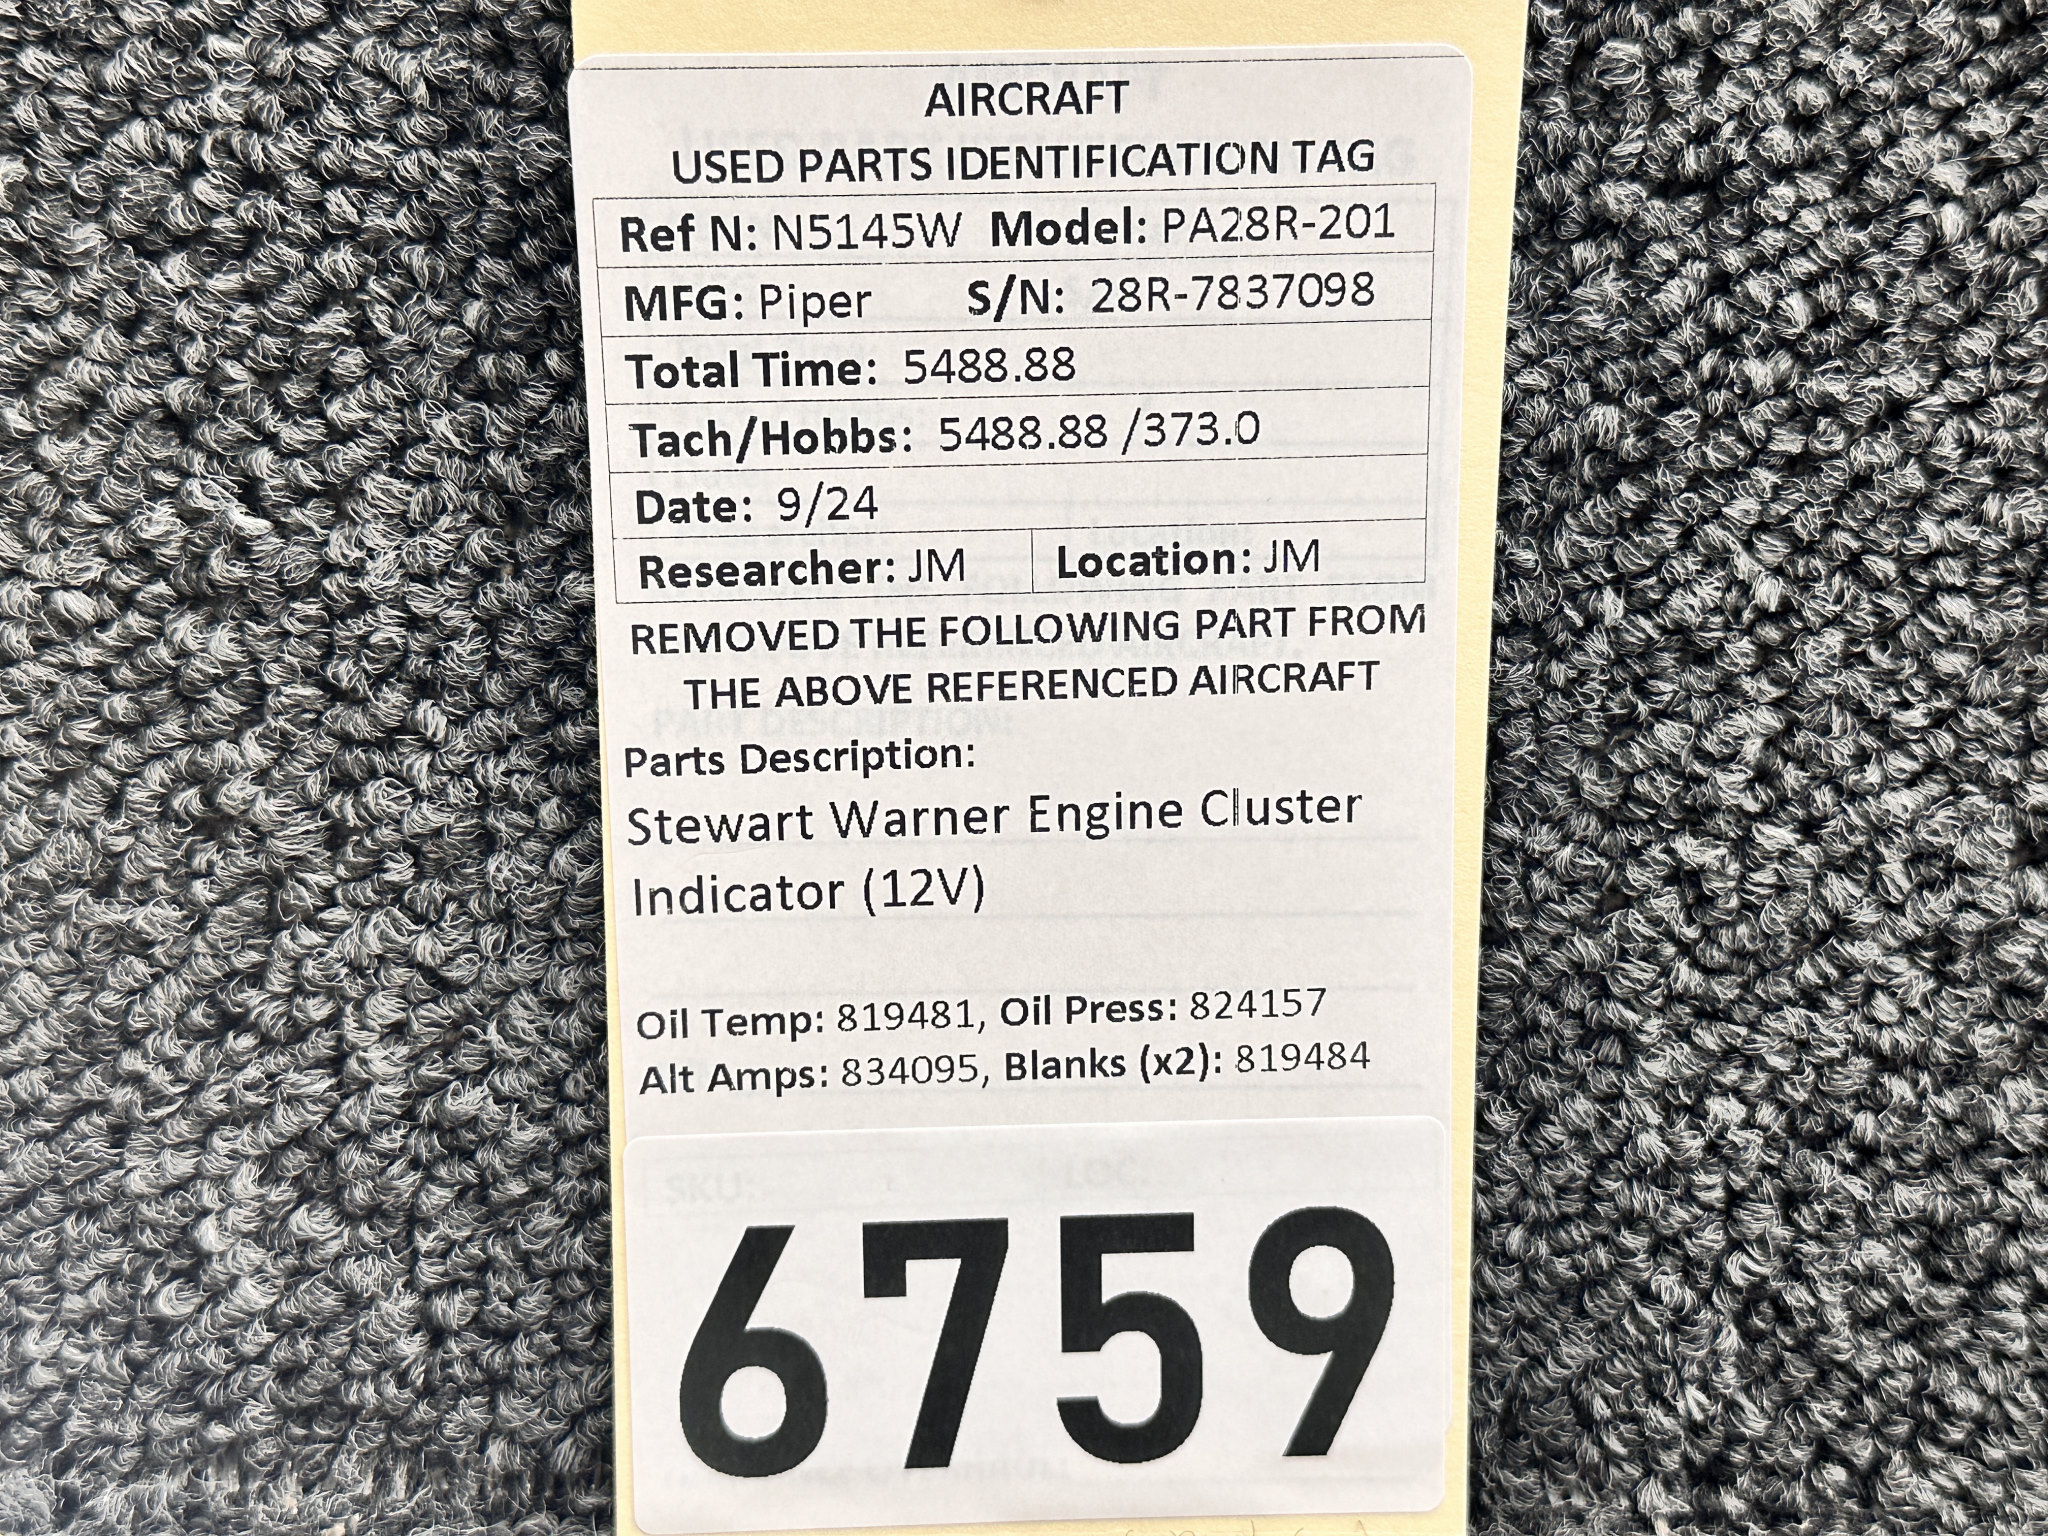 AIRCRAFT
USED PARTS IDENTIFICATION TAG
Ref N: N5145W Model: PA28R-201
MFG: Piper S/N: 28R-7837098
Total Time: 5488.88
Tach/Hobbs: 5488.88 /373.0
Date: 9/24
Researcher: JM Location: JM
REMOVED THE FOLLOWING PART FROM
THE ABOVE REFERENCED AIRCRAFT
Parts Description:
Stewart Warner Engine Cluster
Indicator (12V)
Oil Temp: 819481, Oil Press: 824157
Alt Amps: 834095, Blanks (x2): 819484
SKU: LOC:
6759